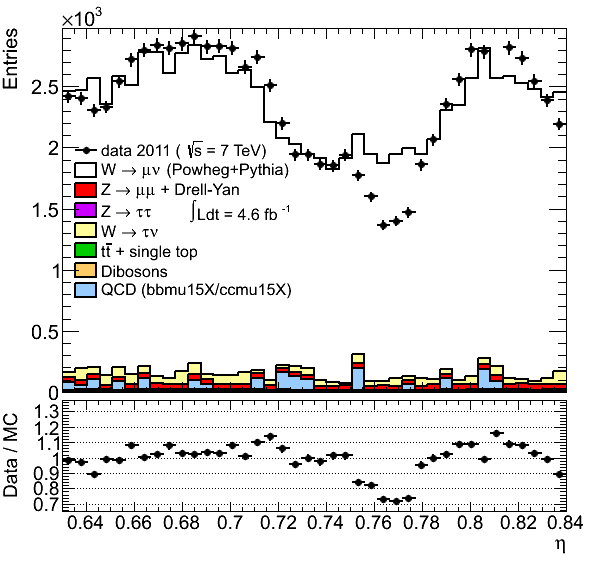 ×10³
Entries
2.5
2
1.5
1
0.5
0
data 2011 ( √s = 7 TeV)
W → μν (Powheg+Pythia)
Z → μμ + Drell-Yan
Z → ττ ∫Ldt = 4.6 fb⁻¹
W → τν
tt̄ + single top
Dibosons
QCD (bbmu15X/ccmu15X)
Data / MC
1.3
1.2
1.1
1
0.9
0.8
0.7
0.64 0.66 0.68 0.7 0.72 0.74 0.76 0.78 0.8 0.82 0.84
η